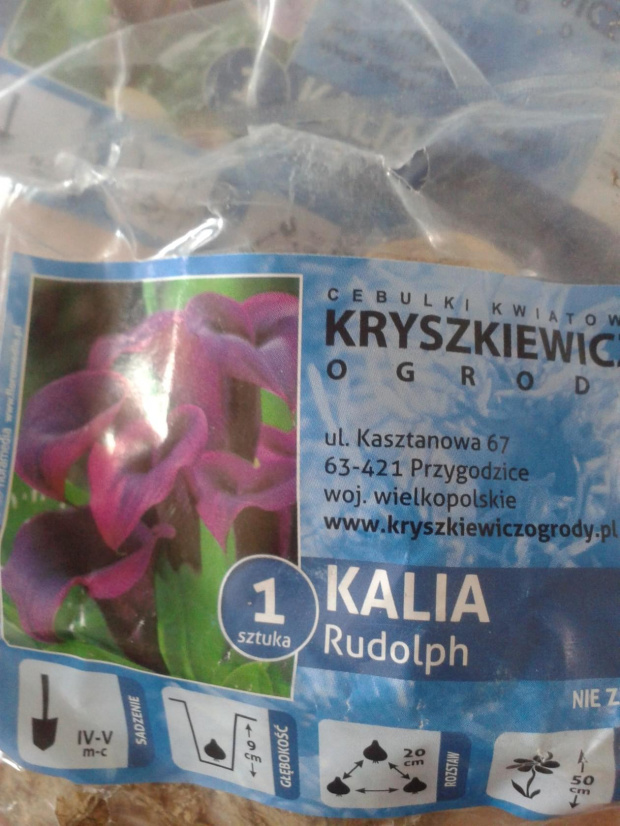 CEBULKI KWIATOW
KRYSZKIEWICZ
OGROD
ul. Kasztanowa 67
63-421 Przygodzice
woj. wielkopolskie
www.kryszkiewiczogrody.pl
1
sztuka
KALIA
Rudolph
NIE Z
IV-V
m-c
SADZENIE
9
cm
GŁĘBOKOŚĆ
20
cm
ROZSTAW
50
cm